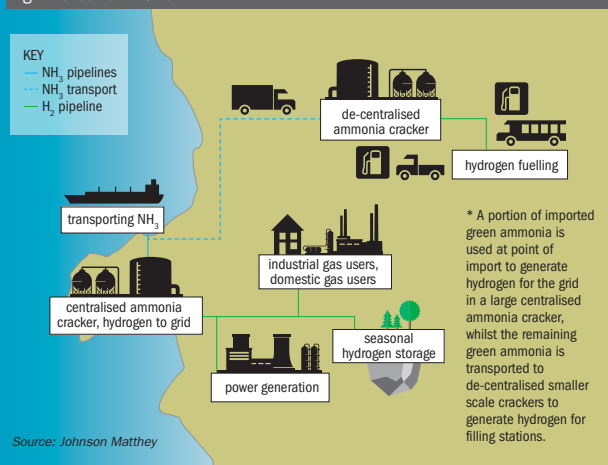 KEY
NH₃ pipelines
NH₃ transport
H₂ pipeline
de-centralised
ammonia cracker
hydrogen fuelling
transporting NH₃
industrial gas users,
domestic gas users
centralised ammonia
cracker, hydrogen to grid
seasonal
hydrogen storage
power generation
* A portion of imported
green ammonia is
used at point of
import to generate
hydrogen for the grid
in a large centralised
ammonia cracker,
whilst the remaining
green ammonia is
transported to
de-centralised smaller
scale crackers to
generate hydrogen for
filling stations.
Source: Johnson Matthey